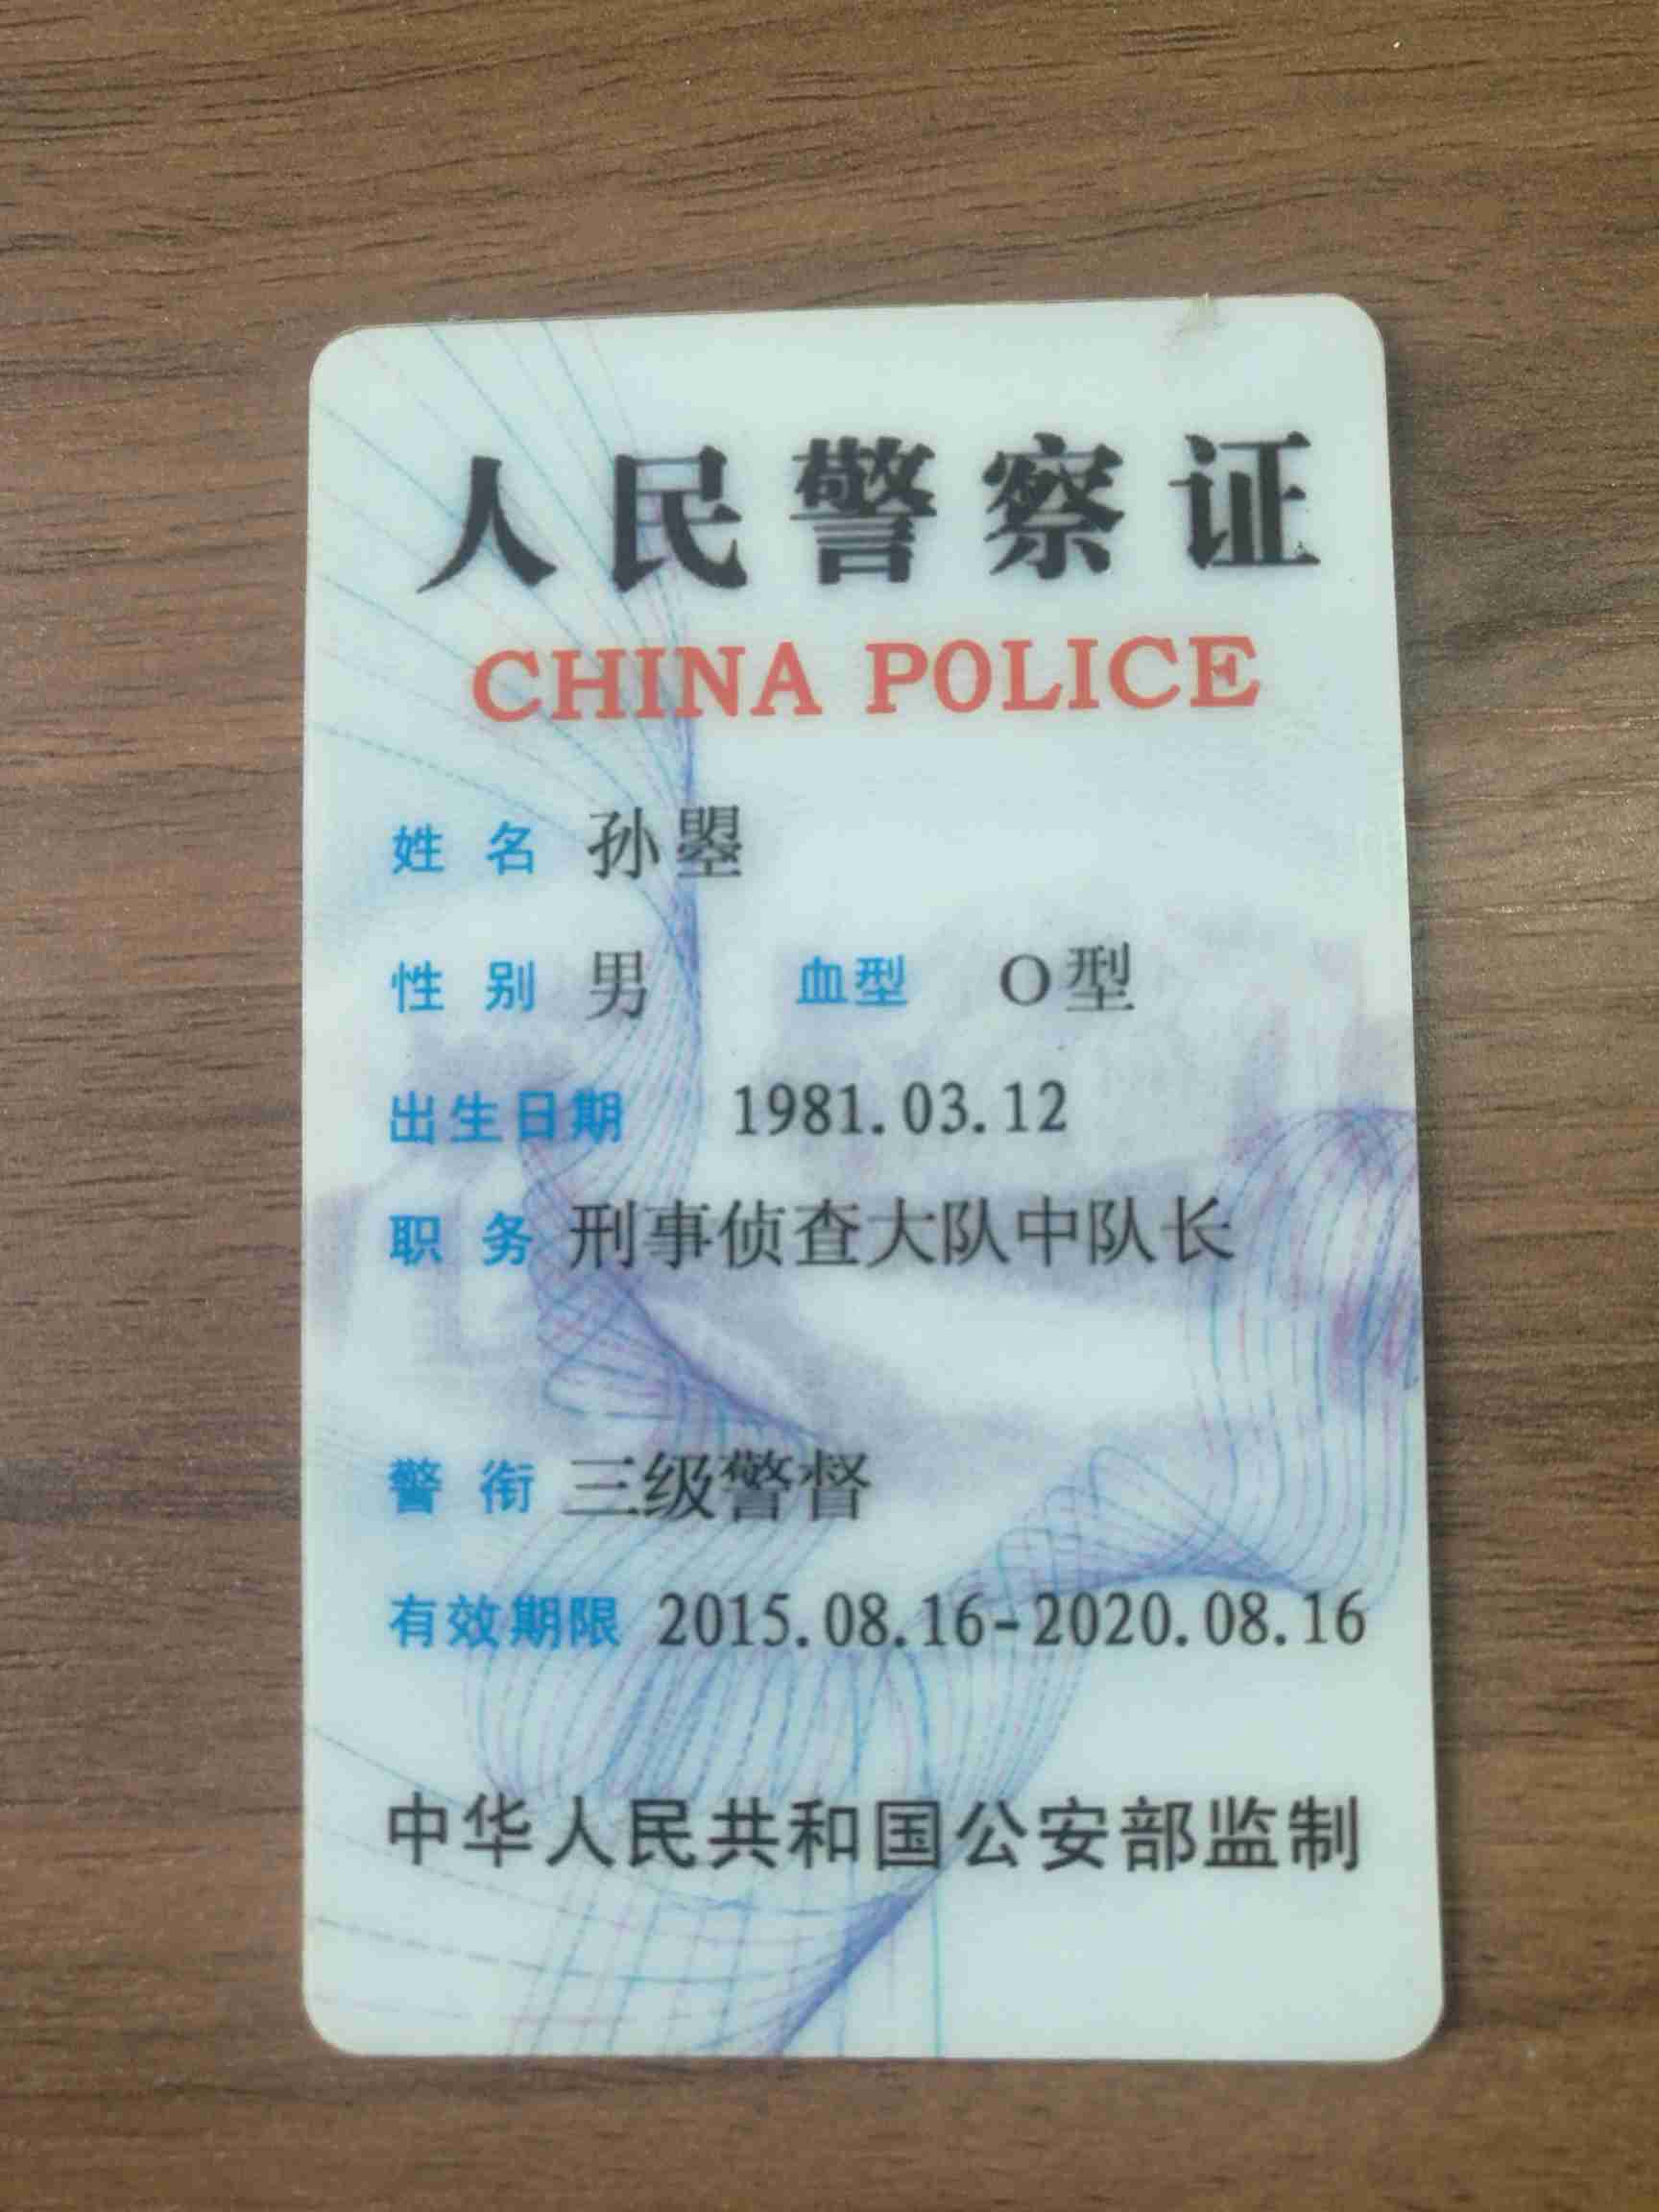 人民警察证
CHINA POLICE
姓 名 孙曌
性 别 男 血型 O型
出生日期 1981.03.12
职 务 刑事侦查大队中队长
警 衔 三级警督
有效期限 2015.08.16-2020.08.16
中华人民共和国公安部监制